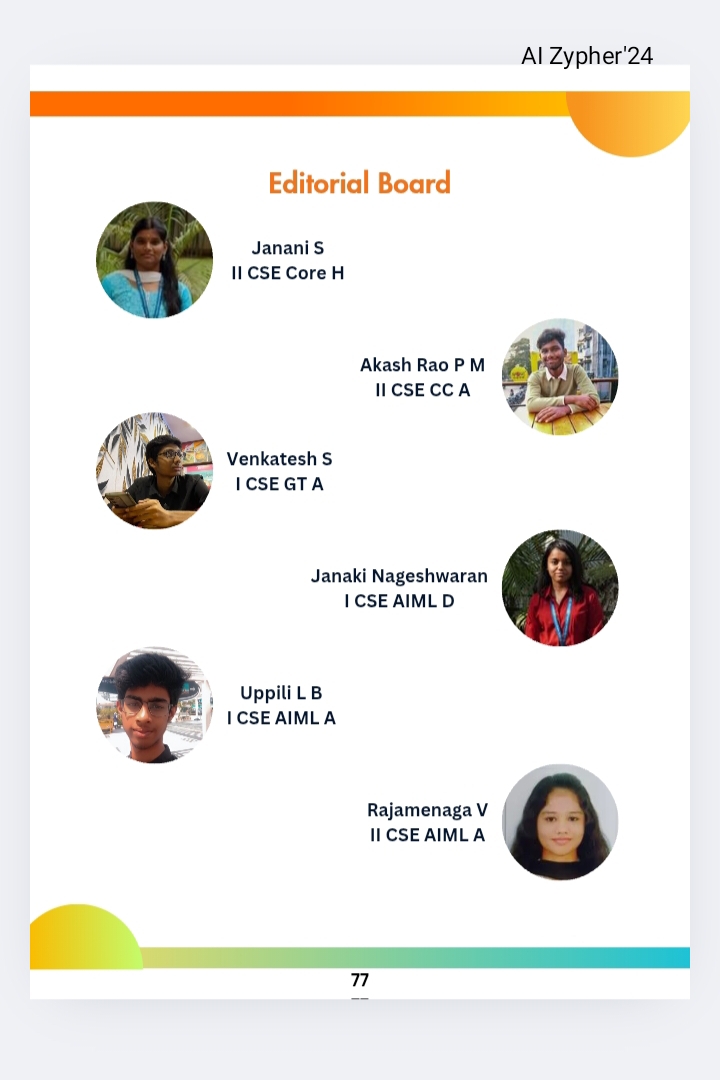 AI Zypher'24
Editorial Board
Janani S
II CSE Core H
Akash Rao P M
II CSE CC A
Venkatesh S
I CSE GT A
Janaki Nageshwaran
I CSE AIML D
Uppili L B
I CSE AIML A
Rajamenaga V
II CSE AIML A
77